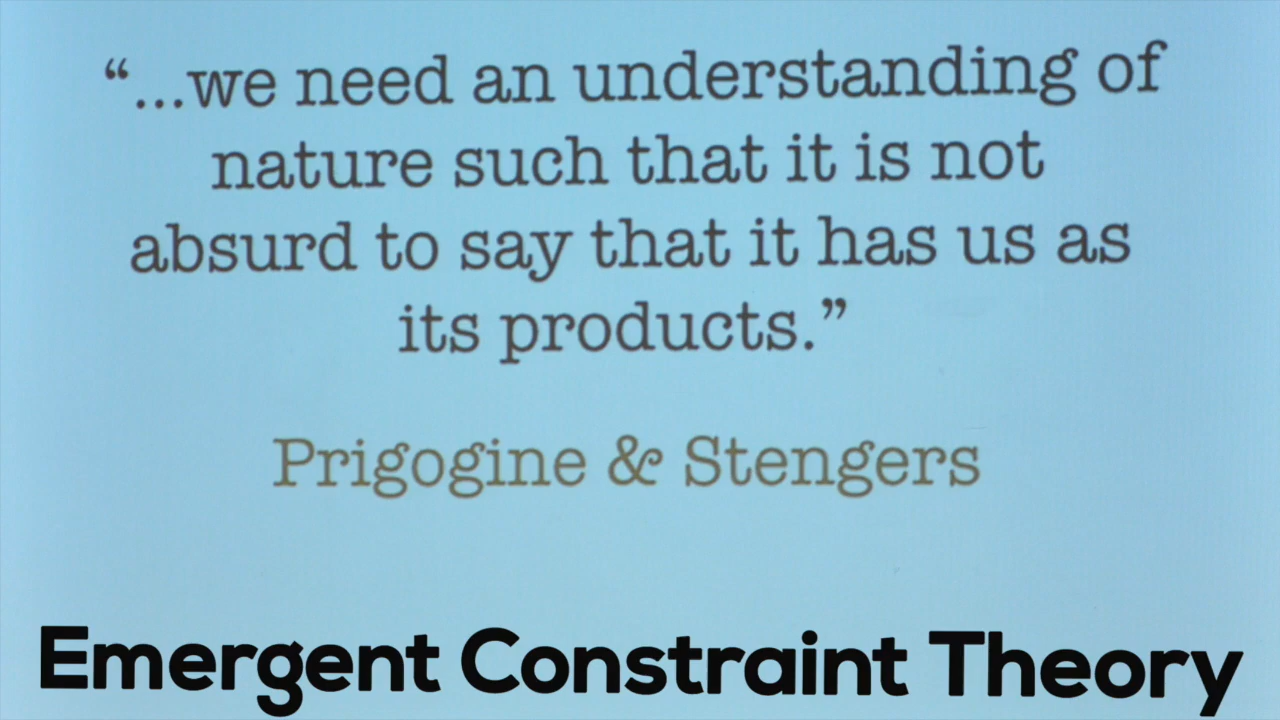 “...we need an understanding of
nature such that it is not
absurd to say that it has us as
its products.”
Prigogine & Stengers
Emergent Constraint Theory